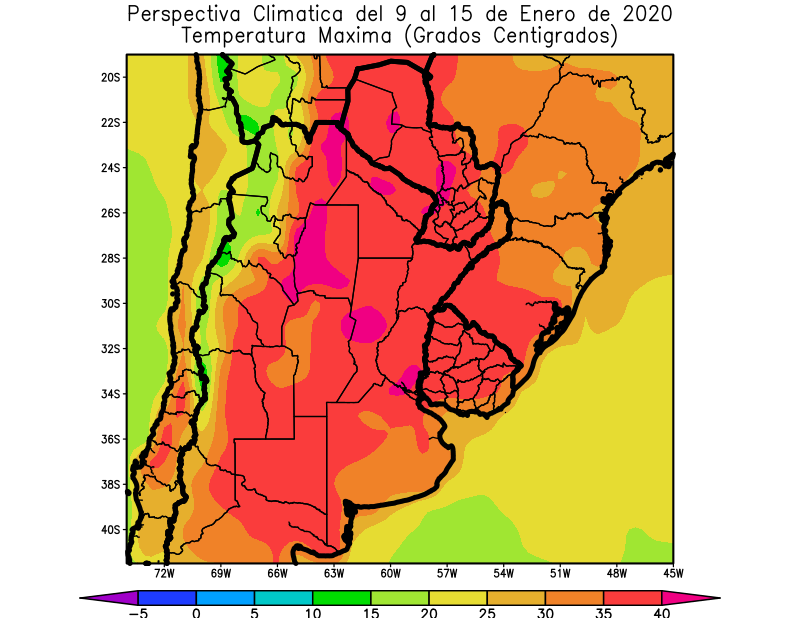 Perspectiva Climatica del 9 al 15 de Enero de 2020
Temperatura Maxima (Grados Centigrados)
20S
22S
24S
26S
28S
30S
32S
34S
36S
38S
40S
72W 69W 66W 63W 60W 57W 54W 51W 48W 45W
−5 0 5 10 15 20 25 30 35 40